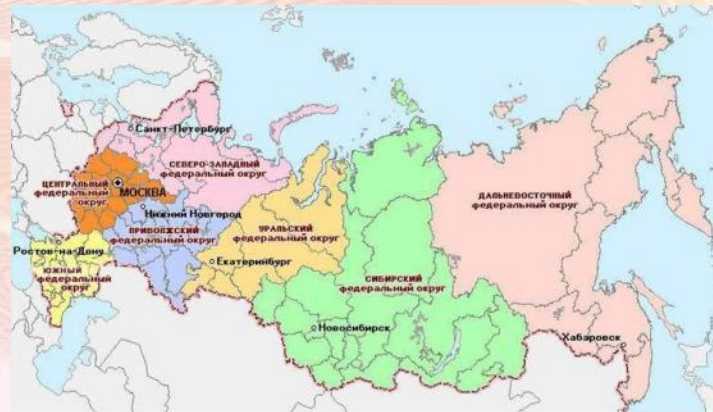 Санкт-Петербург
СЕВЕРО-ЗАПАДНЫЙ
федеральный округ
ЦЕНТРАЛЬНЫЙ
федеральный
округ
МОСКВА
Нижний Новгород
ПРИВОЛЖСКИЙ
федеральный округ
Ростов-на-Дону
ЮЖНЫЙ
федеральный
округ
УРАЛЬСКИЙ
федеральный округ
Екатеринбург
СИБИРСКИЙ
федеральный округ
Новосибирск
ДАЛЬНЕВОСТОЧНЫЙ
федеральный округ
Хабаровск